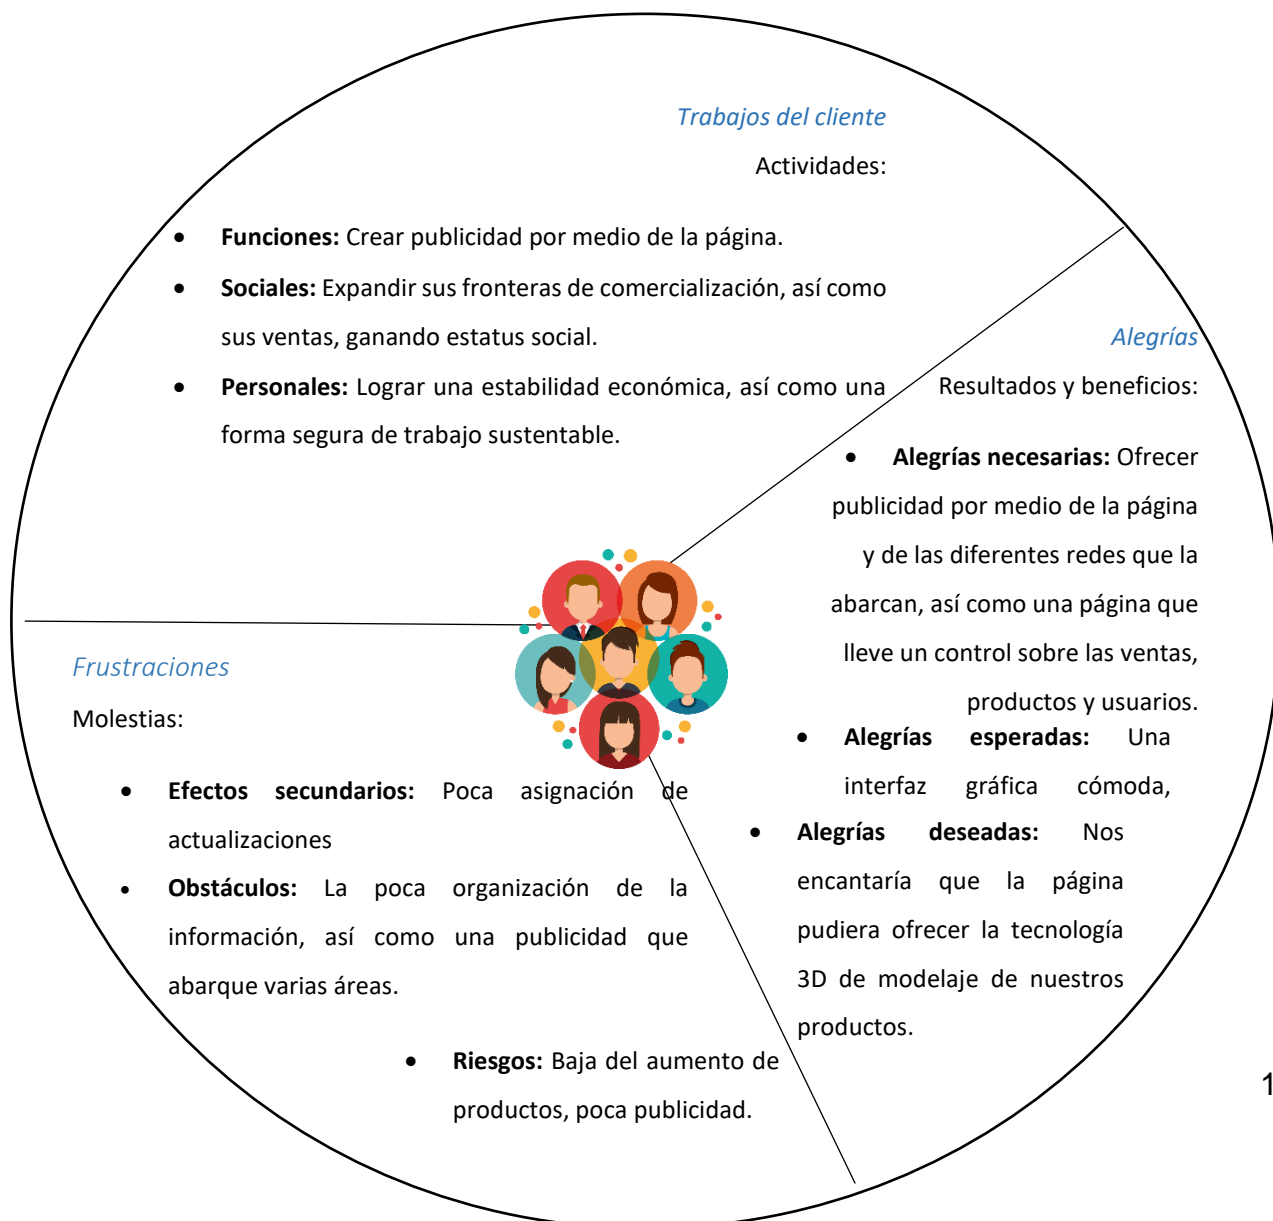 Trabajos del cliente
Actividades:
• Funciones: Crear publicidad por medio de la página.
• Sociales: Expandir sus fronteras de comercialización, así como
sus ventas, ganando estatus social.
• Personales: Lograr una estabilidad económica, así como una
forma segura de trabajo sustentable.
Alegrías
Resultados y beneficios:
• Alegrías necesarias: Ofrecer
publicidad por medio de la página
y de las diferentes redes que la
abarcan, así como una página que
lleve un control sobre las ventas,
productos y usuarios.
• Alegrías esperadas: Una
interfaz gráfica cómoda,
• Alegrías deseadas: Nos
encantaría que la página
pudiera ofrecer la tecnología
3D de modelaje de nuestros
productos.
Frustraciones
Molestias:
• Efectos secundarios: Poca asignación de
actualizaciones
• Obstáculos: La poca organización de la
información, así como una publicidad que
abarque varias áreas.
• Riesgos: Baja del aumento de
productos, poca publicidad.
1